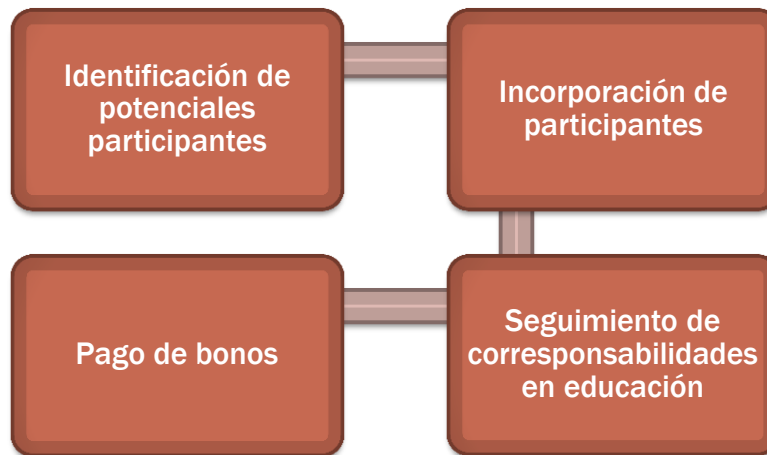 Identificación de
potenciales
participantes
Incorporación de
participantes
Seguimiento de
corresponsabilidades
en educación
Pago de bonos